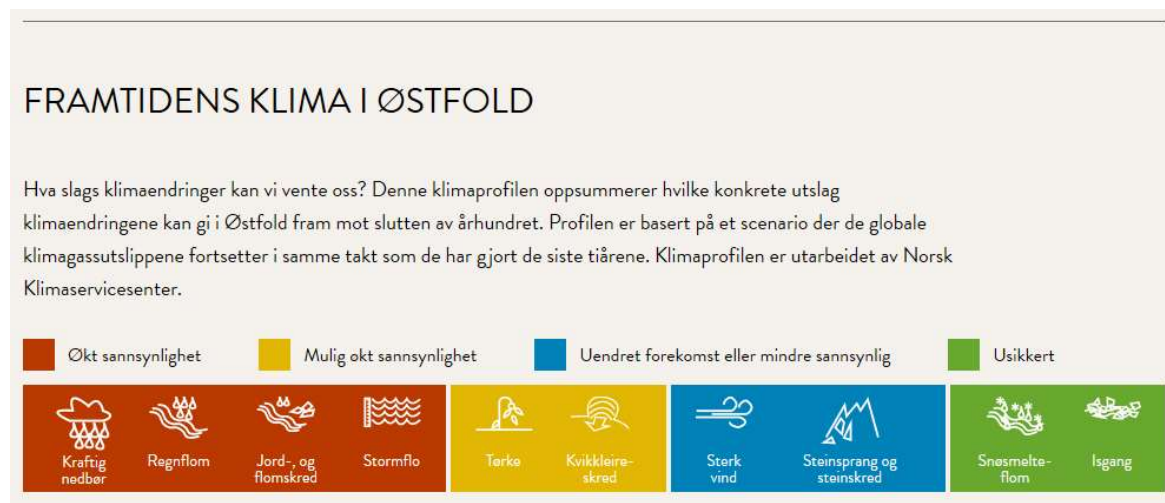 FRAMTIDENS KLIMA I ØSTFOLD
Hva slags klimaendringer kan vi vente oss? Denne klimaprofilen oppsummerer hvilke konkrete utslag
klimaendringene kan gi i Østfold fram mot slutten av århundret. Profilen er basert på et scenario der de globale
klimagassutslippene fortsetter i samme takt som de har gjort de siste tiårene. Klimaprofilen er utarbeidet av Norsk
Klimaservicesenter.
Økt sannsynlighet
Mulig økt sannsynlighet
Uendret forekomst eller mindre sannsynlig
Usikkert
Kraftig
nedbør
Regnflom
Jord-, og
flomskred
Stormflo
Tørke
Kvikkleire-
skred
Sterk
vind
Steinsprang og
steinskred
Snøsmelte-
flom
Isgang